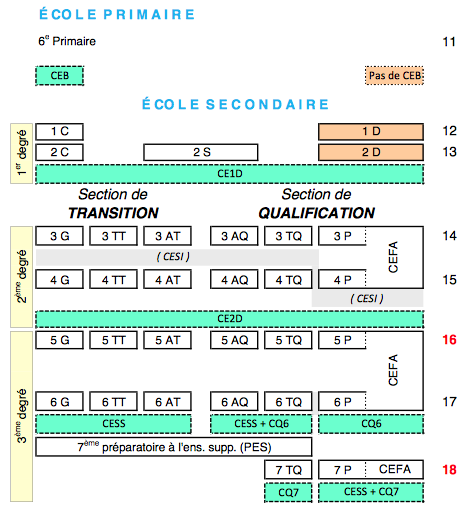 ÉCOLE PRIMAIRE
6e Primaire 11
CEB Pas de CEB
ÉCOLE SECONDAIRE
1er degré
1 C 1 D 12
2 C 2 S 2 D 13
CE1D
Section de Section de
TRANSITION QUALIFICATION
2ème degré
3 G 3 TT 3 AT 3 AQ 3 TQ 3 P CEFA 14
( CESI )
4 G 4 TT 4 AT 4 AQ 4 TQ 4 P 15
( CESI )
CE2D
3ème degré
5 G 5 TT 5 AT 5 AQ 5 TQ 5 P CEFA 16
6 G 6 TT 6 AT 6 AQ 6 TQ 6 P 17
CESS CESS + CQ6 CQ6
7ème préparatoire à l'ens. supp. (PES)
7 TQ 7 P CEFA 18
CQ7 CESS + CQ7